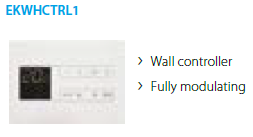 EKWHCTRL1
> Wall controller
> Fully modulating